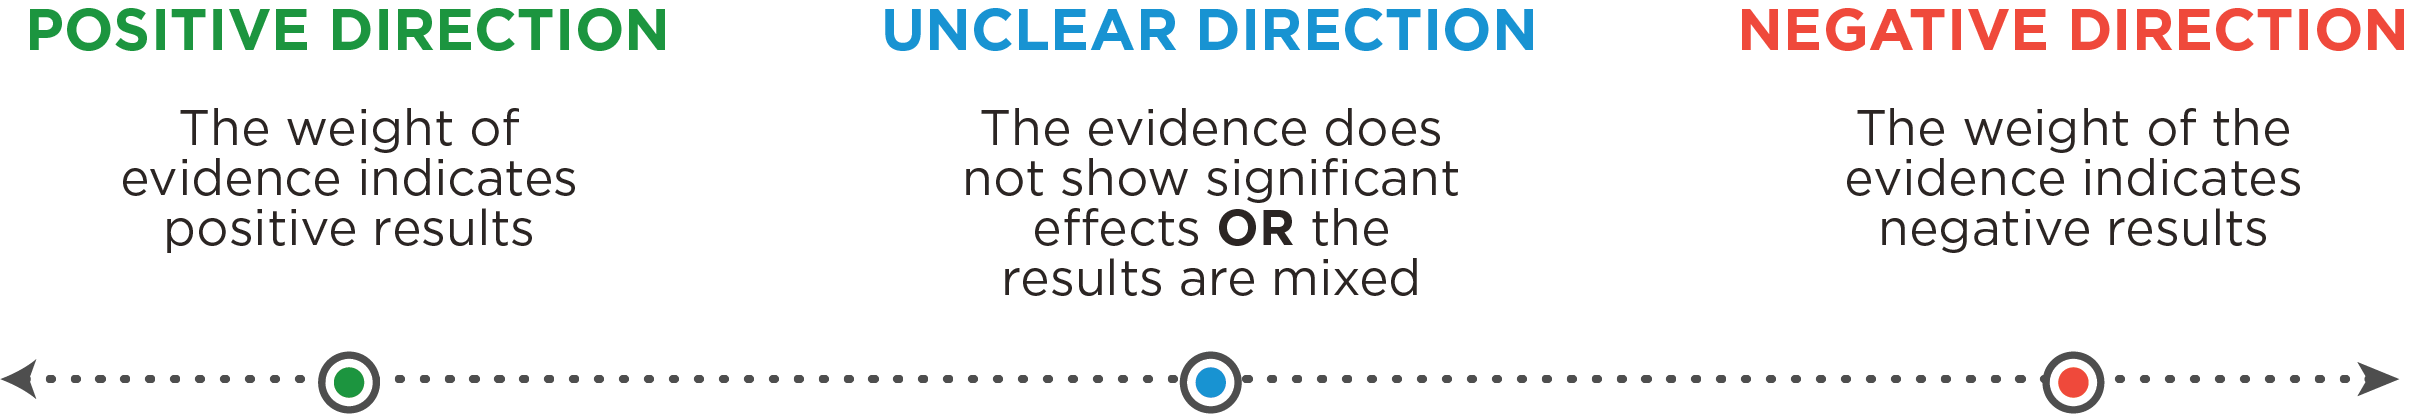 POSITIVE DIRECTION
The weight of
evidence indicates
positive results
UNCLEAR DIRECTION
The evidence does
not show significant
effects OR the
results are mixed
NEGATIVE DIRECTION
The weight of the
evidence indicates
negative results